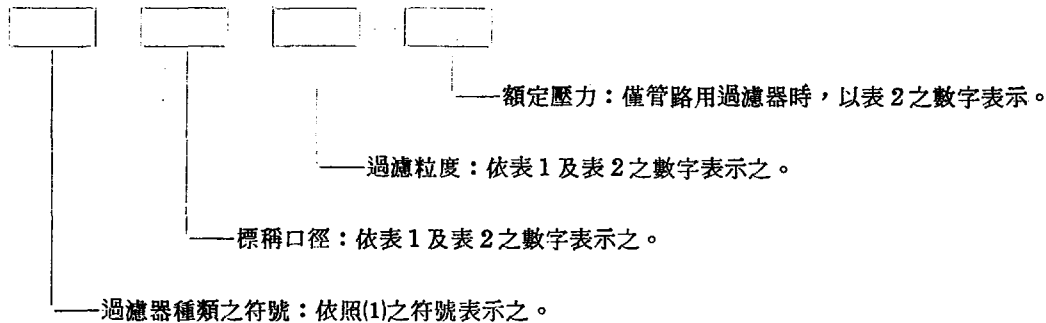 額定壓力：僅管路用過濾器時，以表2之數字表示。
過濾粒度：依表1及表2之數字表示之。
標稱口徑：依表1及表2之數字表示之。
過濾器種類之符號：依照(1)之符號表示之。